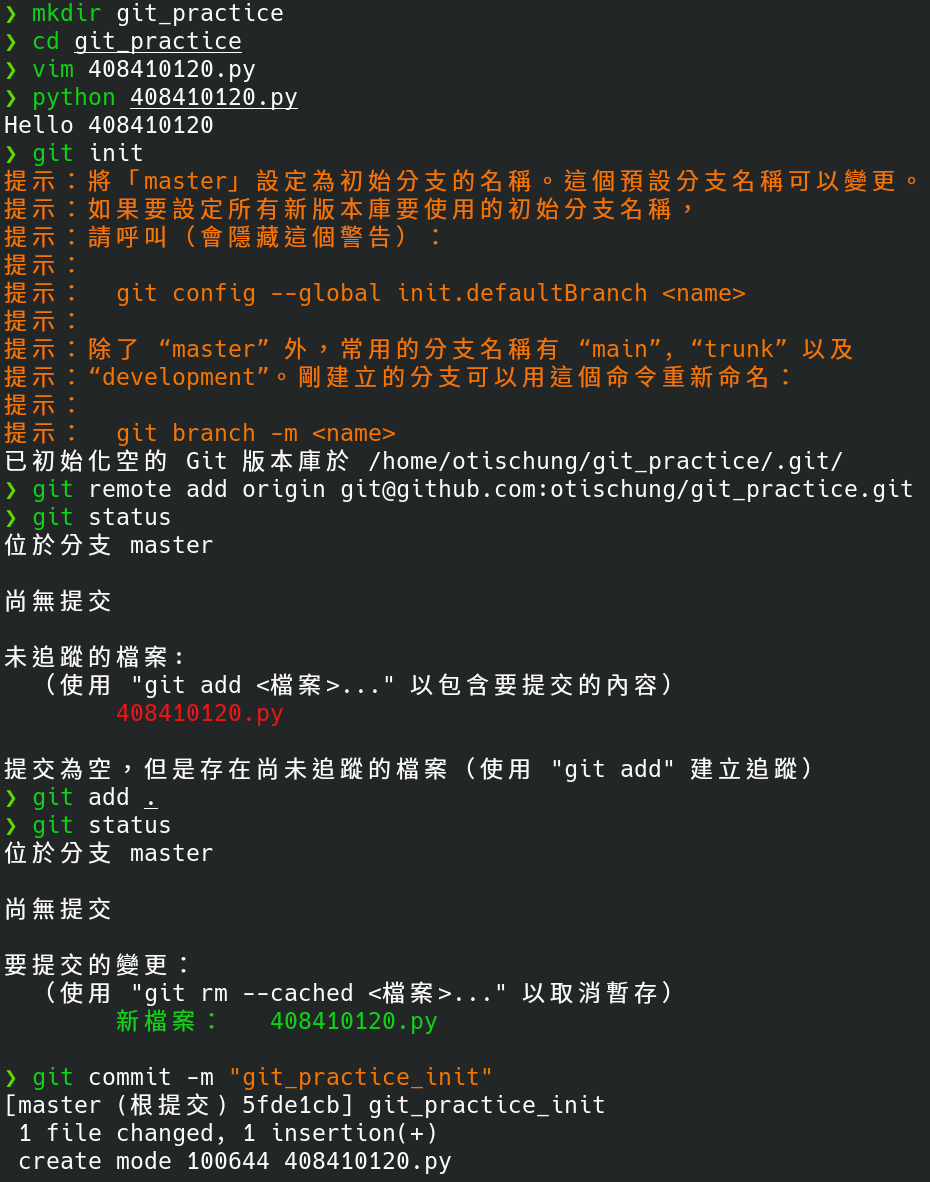 ❯ mkdir git_practice
❯ cd git_practice
❯ vim 408410120.py
❯ python 408410120.py
Hello 408410120
❯ git init
提示：將「master」設定為初始分支的名稱。這個預設分支名稱可以變更。
提示：如果要設定所有新版本庫要使用的初始分支名稱，
提示：請呼叫（會隱藏這個警告）：
提示：
提示：  git config --global init.defaultBranch <name>
提示：
提示：除了 “master” 外，常用的分支名稱有 “main”, “trunk” 以及
提示：“development”。剛建立的分支可以用這個命令重新命名：
提示：
提示：  git branch -m <name>
已初始化空的 Git 版本庫於 /home/otischung/git_practice/.git/
❯ git remote add origin git@github.com:otischung/git_practice.git
❯ git status
位於分支 master
尚無提交
未追蹤的檔案:
  （使用 "git add <檔案>..." 以包含要提交的內容）
        408410120.py
提交為空，但是存在尚未追蹤的檔案（使用 "git add" 建立追蹤）
❯ git add .
❯ git status
位於分支 master
尚無提交
要提交的變更：
  （使用 "git rm --cached <檔案>..." 以取消暫存）
        新檔案：   408410120.py
❯ git commit -m "git_practice_init"
[master (根提交) 5fde1cb] git_practice_init
 1 file changed, 1 insertion(+)
 create mode 100644 408410120.py